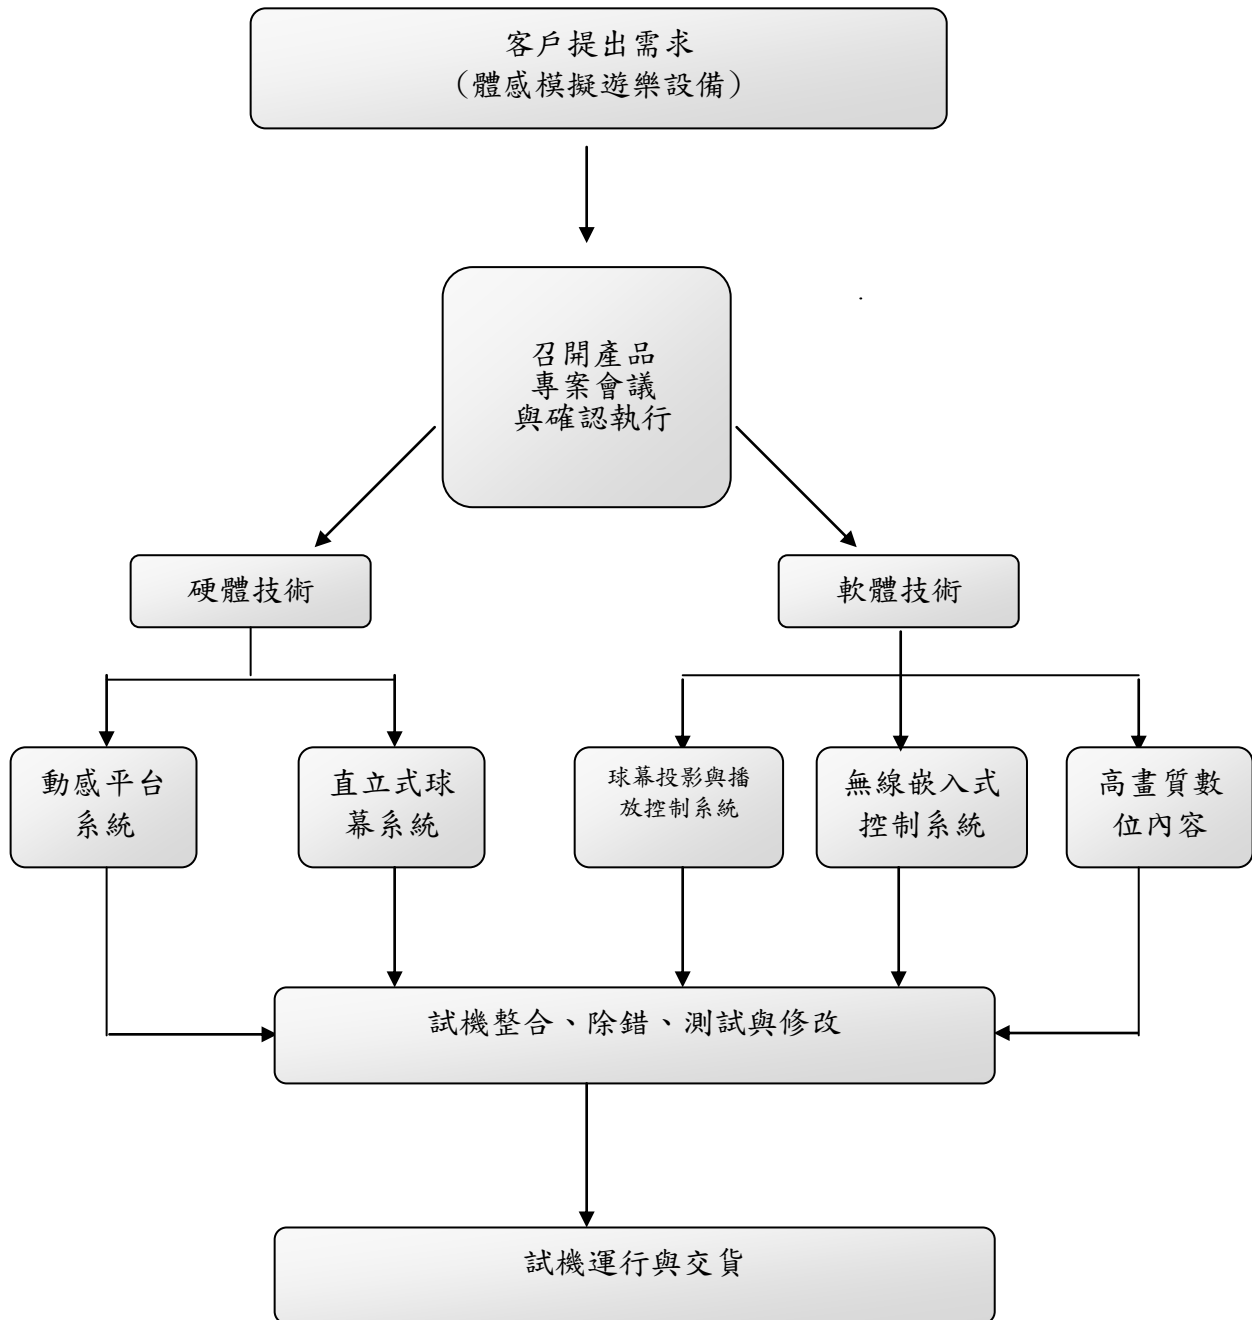 客戶提出需求
（體感模擬遊樂設備）
召開產品
專案會議
與確認執行
硬體技術
軟體技術
動感平台
系統
直立式球
幕系統
球幕投影與播
放控制系統
無線嵌入式
控制系統
高畫質數
位內容
試機整合、除錯、測試與修改
試機運行與交貨